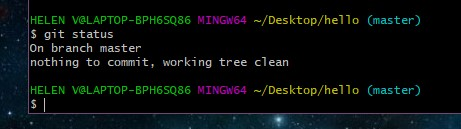 HELEN V@LAPTOP-BPH6SQ86 MINGW64 ~/Desktop/hello (master)
$ git status
On branch master
nothing to commit, working tree clean
HELEN V@LAPTOP-BPH6SQ86 MINGW64 ~/Desktop/hello (master)
$